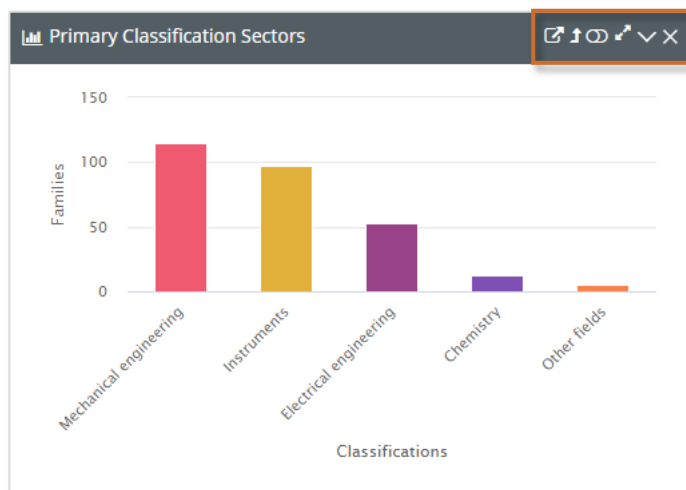 Primary Classification Sectors
150
100
50
0
Families
Mechanical engineering
Instruments
Electrical engineering
Chemistry
Other fields
Classifications